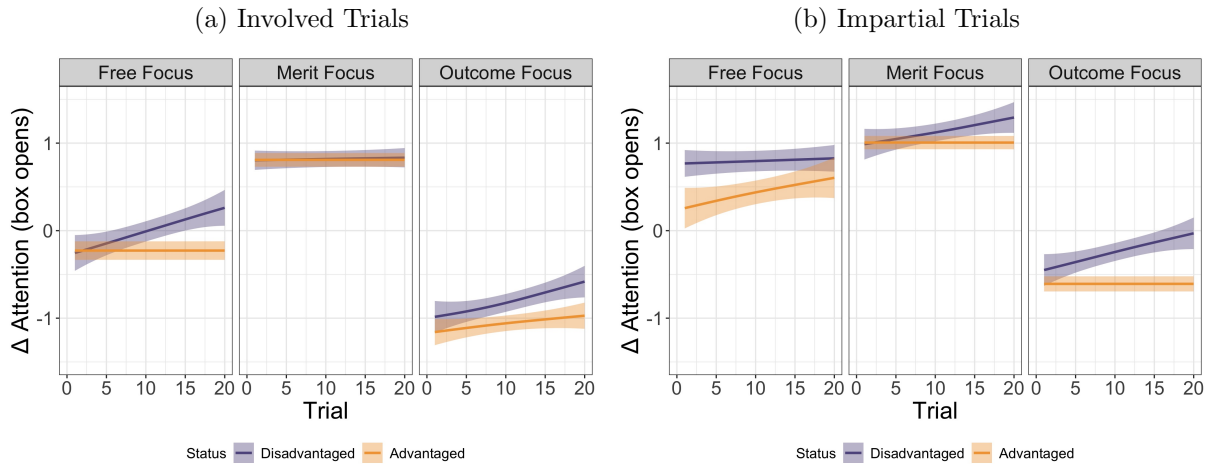 (a) Involved Trials
Free Focus Merit Focus Outcome Focus
Δ Attention (box opens)
1
0
-1
0 5 10 15 20 0 5 10 15 20 0 5 10 15 20
Trial
Status Disadvantaged Advantaged
(b) Impartial Trials
Free Focus Merit Focus Outcome Focus
Δ Attention (box opens)
1
0
-1
0 5 10 15 20 0 5 10 15 20 0 5 10 15 20
Trial
Status Disadvantaged Advantaged